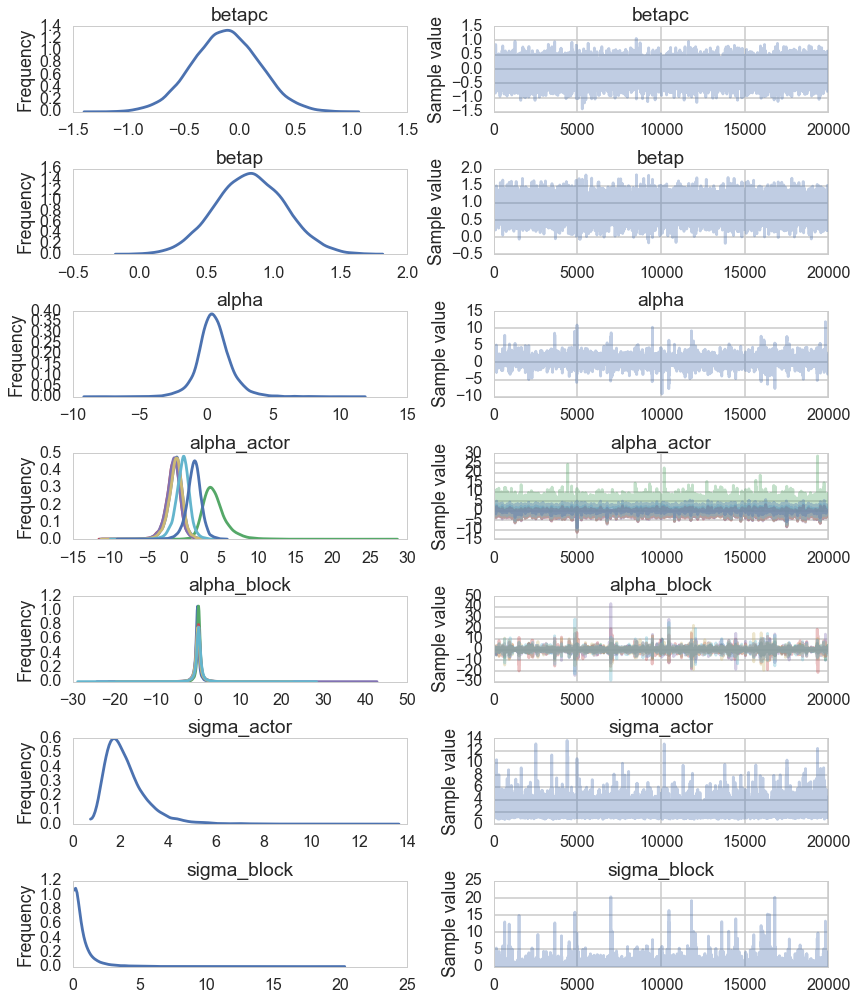 betapc
Frequency
1.4
1.2
1.0
0.8
0.6
0.4
0.2
0.0
−1.5 −1.0 −0.5 0.0 0.5 1.0 1.5
betapc
Sample value
1.5
1.0
0.5
0.0
−0.5
−1.0
−1.5
0 5000 10000 15000 20000
betap
Frequency
1.6
1.4
1.2
1.0
0.8
0.6
0.4
0.2
0.0
−0.5 0.0 0.5 1.0 1.5 2.0
betap
Sample value
2.0
1.5
1.0
0.5
0.0
−0.5
0 5000 10000 15000 20000
alpha
Frequency
0.40
0.35
0.30
0.25
0.20
0.15
0.10
0.05
0.00
−10 −5 0 5 10 15
alpha
Sample value
15
10
5
0
−5
−10
0 5000 10000 15000 20000
alpha_actor
Frequency
0.5
0.4
0.3
0.2
0.1
0.0
−15 −10 −5 0 5 10 15 20 25 30
alpha_actor
Sample value
30
25
20
15
10
5
0
−5
−10
−15
0 5000 10000 15000 20000
alpha_block
Frequency
1.2
1.0
0.8
0.6
0.4
0.2
0.0
−30 −20 −10 0 10 20 30 40 50
alpha_block
Sample value
50
40
30
20
10
0
−10
−20
−30
0 5000 10000 15000 20000
sigma_actor
Frequency
0.6
0.5
0.4
0.3
0.2
0.1
0.0
0 2 4 6 8 10 12 14
sigma_actor
Sample value
14
12
10
8
6
4
2
0
0 5000 10000 15000 20000
sigma_block
Frequency
1.2
1.0
0.8
0.6
0.4
0.2
0.0
0 5 10 15 20 25
sigma_block
Sample value
25
20
15
10
5
0
0 5000 10000 15000 20000